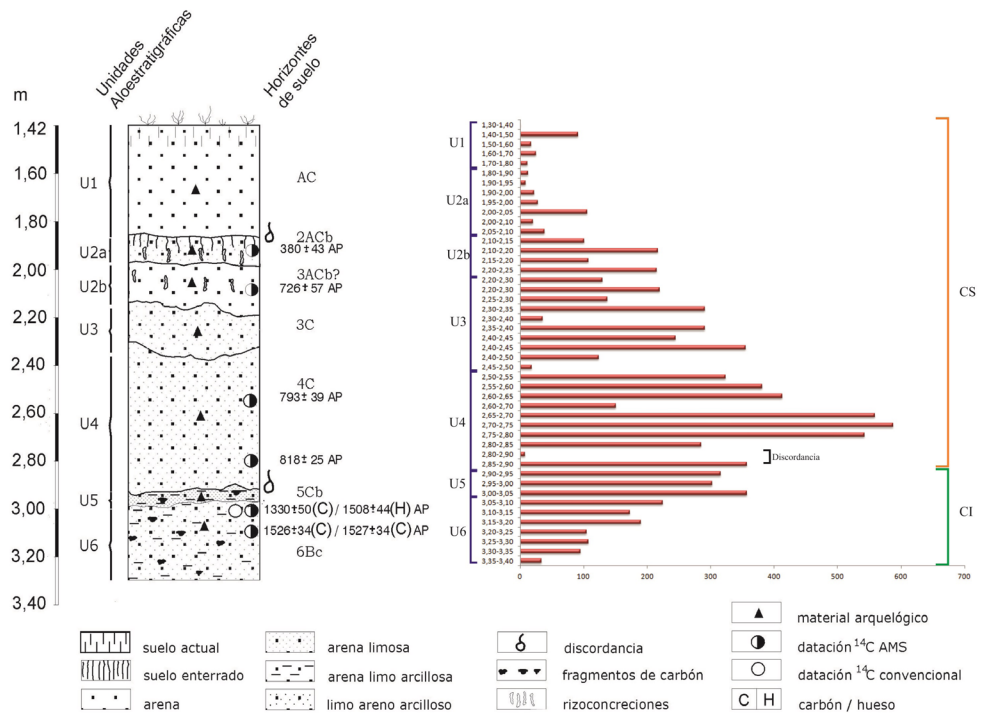 Unidades
Aloestratigráficas
Horizontes
de suelo
m
1,42
1,60
1,80
2,00
2,20
2,40
2,60
2,80
3,00
3,20
3,40
U1
U2a
U2b
U3
U4
U5
U6
AC
2ACb
380±43 AP
3ACb?
726±57 AP
3C
4C
793±39 AP
818±25 AP
5Cb
1330±50(C) / 1508±44(H) AP
1526±34(C) / 1527±34(C) AP
6Bc
U1
U2a
U2b
U3
U4
U5
U6
1,30-1,40
1,40-1,50
1,50-1,60
1,60-1,70
1,70-1,80
1,80-1,90
1,90-1,95
1,90-2,00
1,95-2,00
2,00-2,05
2,00-2,10
2,05-2,10
2,10-2,15
2,10-2,20
2,15-2,20
2,20-2,25
2,20-2,30
2,20-2,30
2,25-2,30
2,30-2,35
2,30-2,40
2,35-2,40
2,40-2,45
2,40-2,45
2,40-2,50
2,45-2,50
2,50-2,55
2,55-2,60
2,60-2,65
2,60-2,70
2,65-2,70
2,70-2,75
2,75-2,80
2,80-2,85
2,80-2,90
2,85-2,90
2,90-2,95
2,95-3,00
3,00-3,05
3,05-3,10
3,10-3,15
3,15-3,20
3,20-3,25
3,25-3,30
3,30-3,35
3,35-3,40
0 100 200 300 400 500 600 700
Discordancia
CS
CI
suelo actual
suelo enterrado
arena
arena limosa
arena limo arcillosa
limo areno arcilloso
discordancia
fragmentos de carbón
rizoconcreciones
material arquelógico
datación 14C AMS
datación 14C convencional
C H carbón / hueso